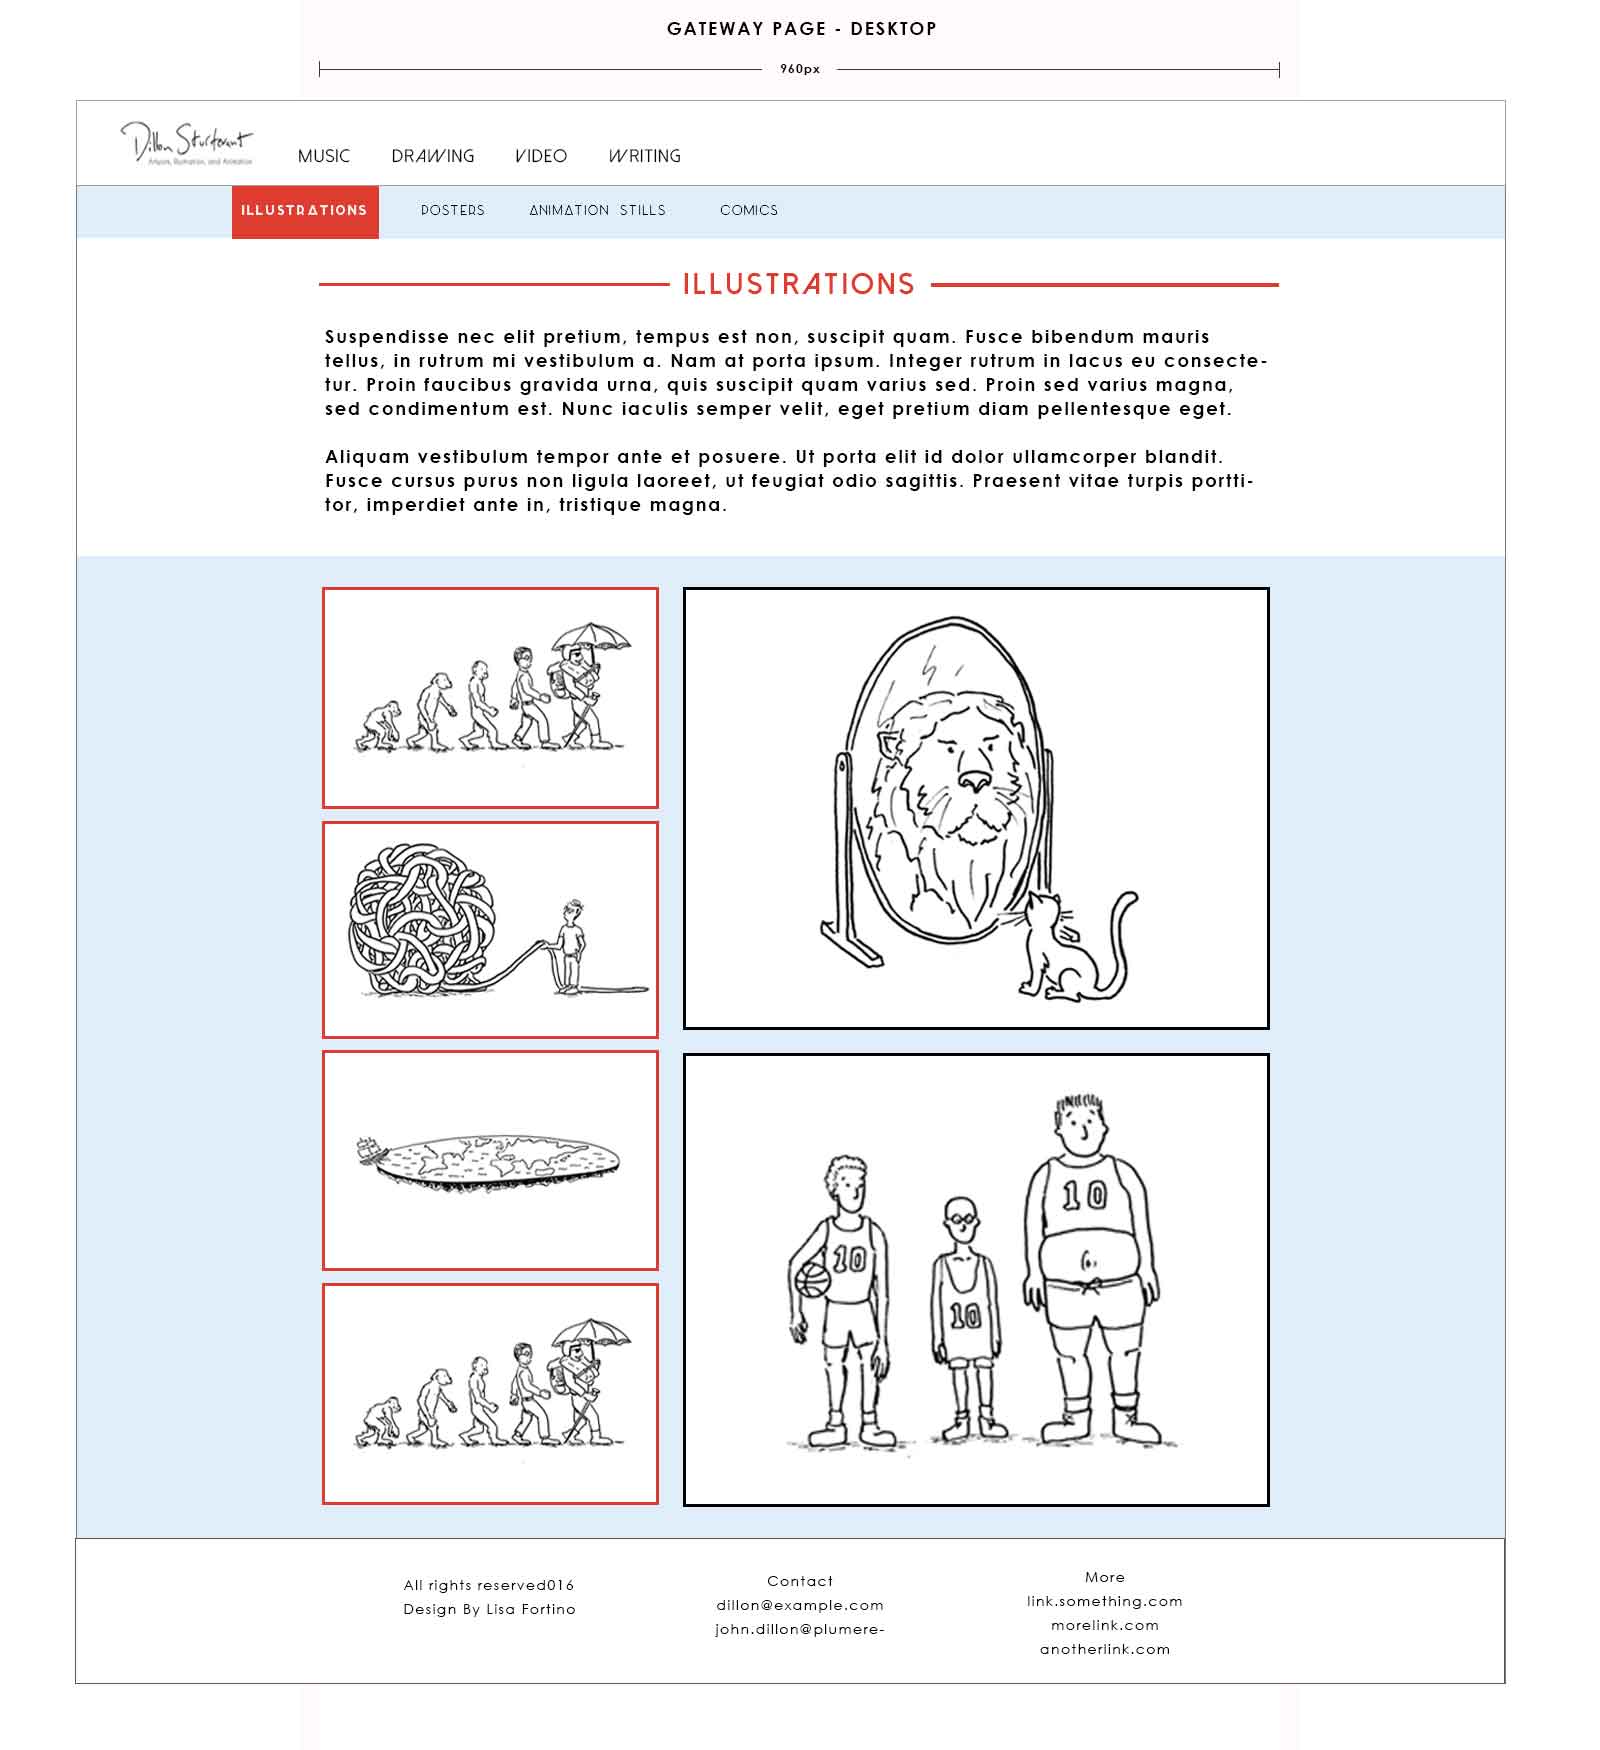 GATEWAY PAGE - DESKTOP
960px
Dillon Sturtevant
Artwork, Illustration, and Animation
MUSIC DRAWING VIDEO WRITING
ILLUSTRATIONS POSTERS ANIMATION STILLS COMICS
ILLUSTRATIONS
Suspendisse nec elit pretium, tempus est non, suscipit quam. Fusce bibendum mauris
tellus, in rutrum mi vestibulum a. Nam at porta ipsum. Integer rutrum in lacus eu consecte-
tur. Proin faucibus gravida urna, quis suscipit quam varius sed. Proin sed varius magna,
sed condimentum est. Nunc iaculis semper velit, eget pretium diam pellentesque eget.
Aliquam vestibulum tempor ante et posuere. Ut porta elit id dolor ullamcorper blandit.
Fusce cursus purus non ligula laoreet, ut feugiat odio sagittis. Praesent vitae turpis portti-
tor, imperdiet ante in, tristique magna.
10
10
10
All rights reserved016
Design By Lisa Fortino
Contact
dillon@example.com
john.dillon@plumere-
More
link.something.com
morelink.com
anotherlink.com